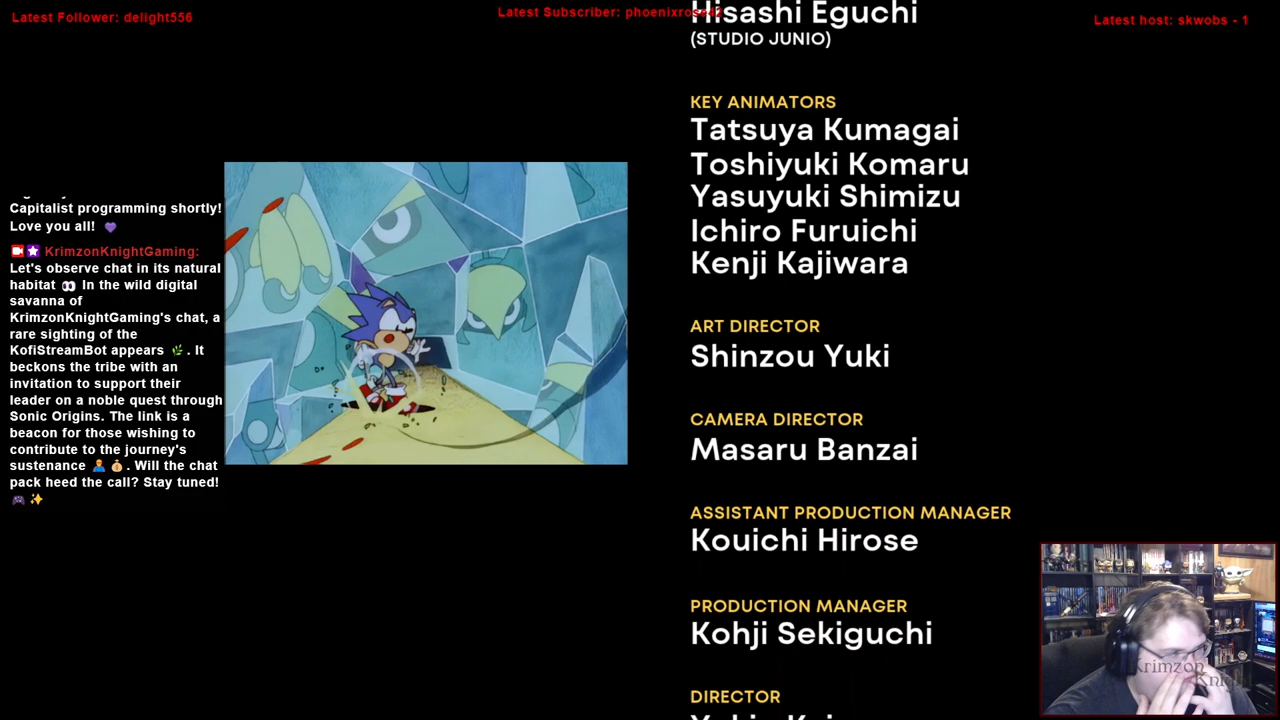 Latest Follower: delight556
Latest Subscriber: phoenixrose42
Latest host: skwobs - 1
Capitalist programming shortly!
Love you all! 💜
KrimzonKnightGaming:
Let's observe chat in its natural
habitat 👀 In the wild digital
savanna of
KrimzonKnightGaming's chat, a
rare sighting of the
KofiStreamBot appears 🌿. It
beckons the tribe with an
invitation to support their
leader on a noble quest through
Sonic Origins. The link is a
beacon for those wishing to
contribute to the journey's
sustenance 🙍‍♂️💰. Will the chat
pack heed the call? Stay tuned!
🎮 ✨
Hisashi Eguchi
(STUDIO JUNIO)
KEY ANIMATORS
Tatsuya Kumagai
Toshiyuki Komaru
Yasuyuki Shimizu
Ichiro Furuichi
Kenji Kajiwara
ART DIRECTOR
Shinzou Yuki
CAMERA DIRECTOR
Masaru Banzai
ASSISTANT PRODUCTION MANAGER
Kouichi Hirose
PRODUCTION MANAGER
Kohji Sekiguchi
DIRECTOR
Krimzon
Knight